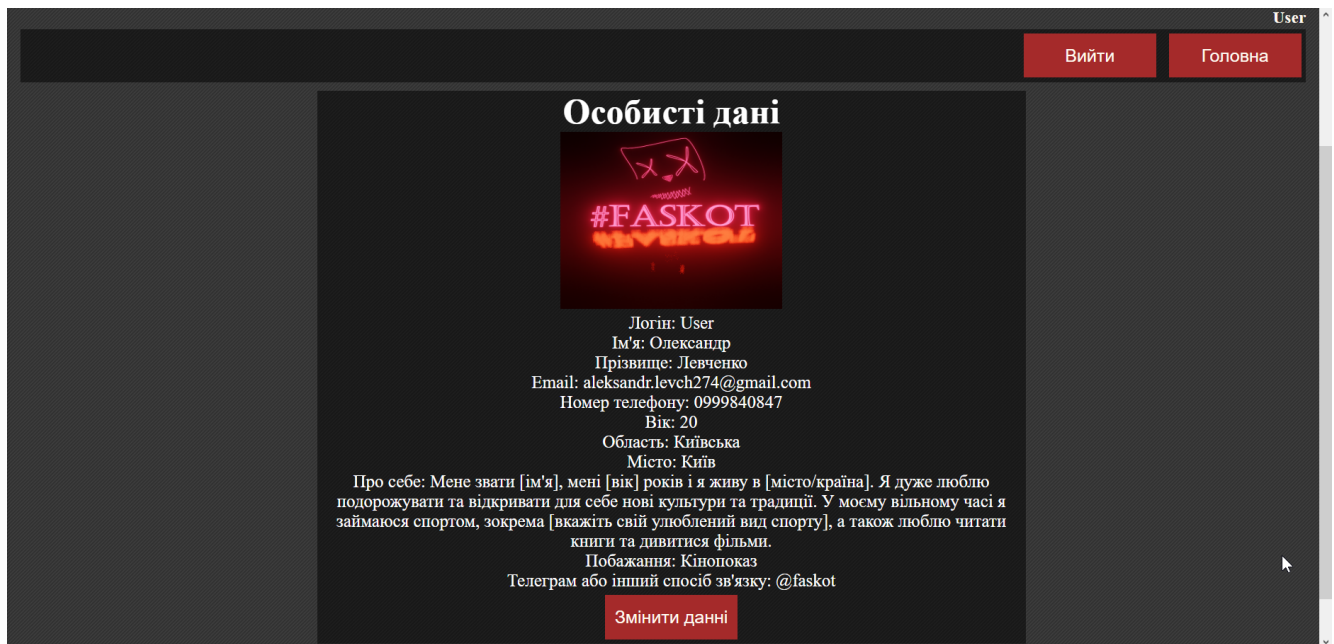 User
Вийти
Головна
Особисті дані
#FASKOT
Логін: User
Ім'я: Олександр
Прізвище: Левченко
Email: aleksandr.levch274@gmail.com
Номер телефону: 0999840847
Вік: 20
Область: Київська
Місто: Київ
Про себе: Мене звати [ім'я], мені [вік] років і я живу в [місто/країна]. Я дуже люблю
подорожувати та відкривати для себе нові культури та традиції. У моєму вільному часі я
займаюся спортом, зокрема [вкажіть свій улюблений вид спорту], а також люблю читати
книги та дивитися фільми.
Побажання: Кінопоказ
Телеграм або інший спосіб зв'язку: @faskot
Змінити данні